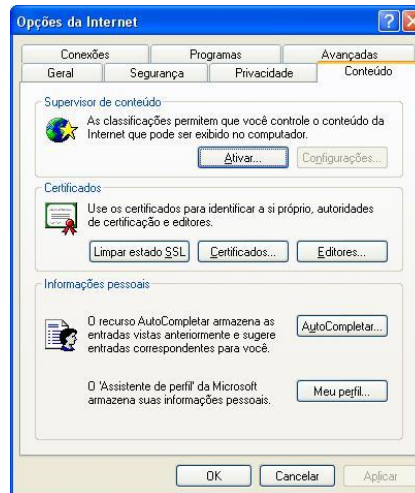 Opções da Internet
Conexões Programas Avançadas
Geral Segurança Privacidade Conteúdo
Supervisor de conteúdo
As classificações permitem que você controle o conteúdo da
Internet que pode ser exibido no computador.
Ativar... Configurações...
Certificados
Use os certificados para identificar a si próprio, autoridades
de certificação e editores.
Limpar estado SSL Certificados... Editores...
Informações pessoais
O recurso AutoCompletar armazena as
entradas vistas anteriormente e sugere
entradas correspondentes para você.
AutoCompletar...
O 'Assistente de perfil' da Microsoft
armazena suas informações pessoais.
Meu perfil...
OK Cancelar Aplicar